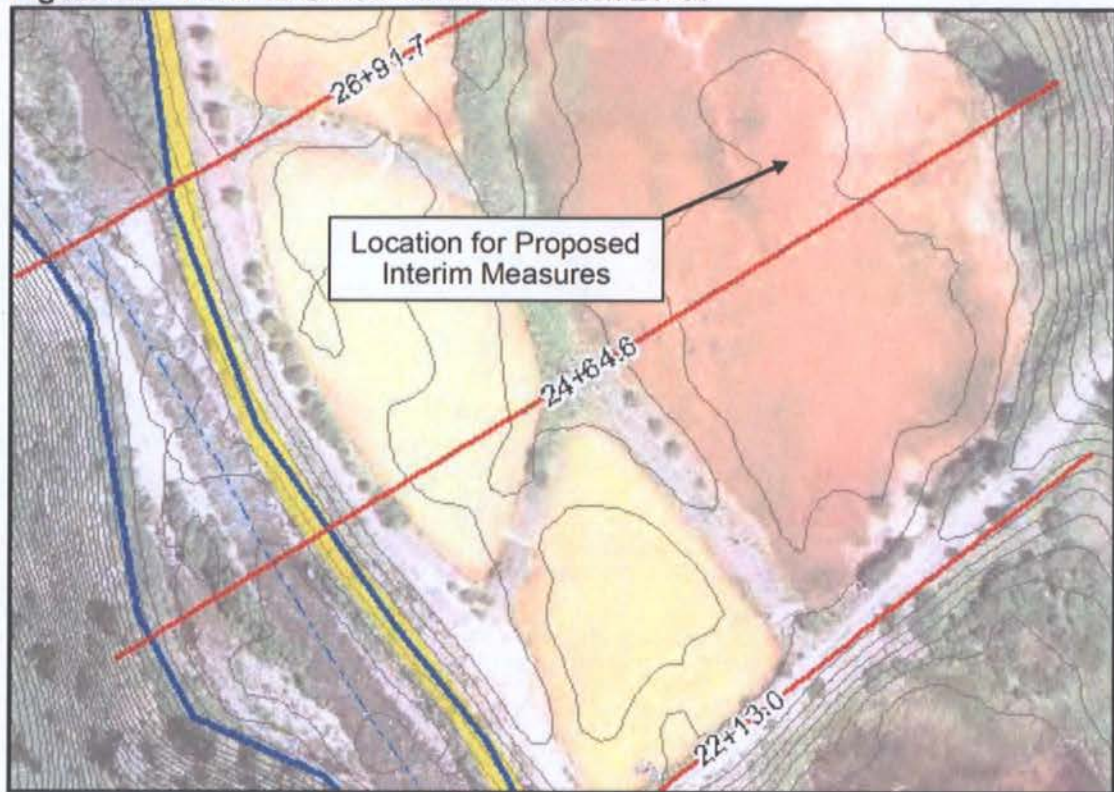 26+91.7
Location for Proposed
Interim Measures
24+64.6
22+13.0